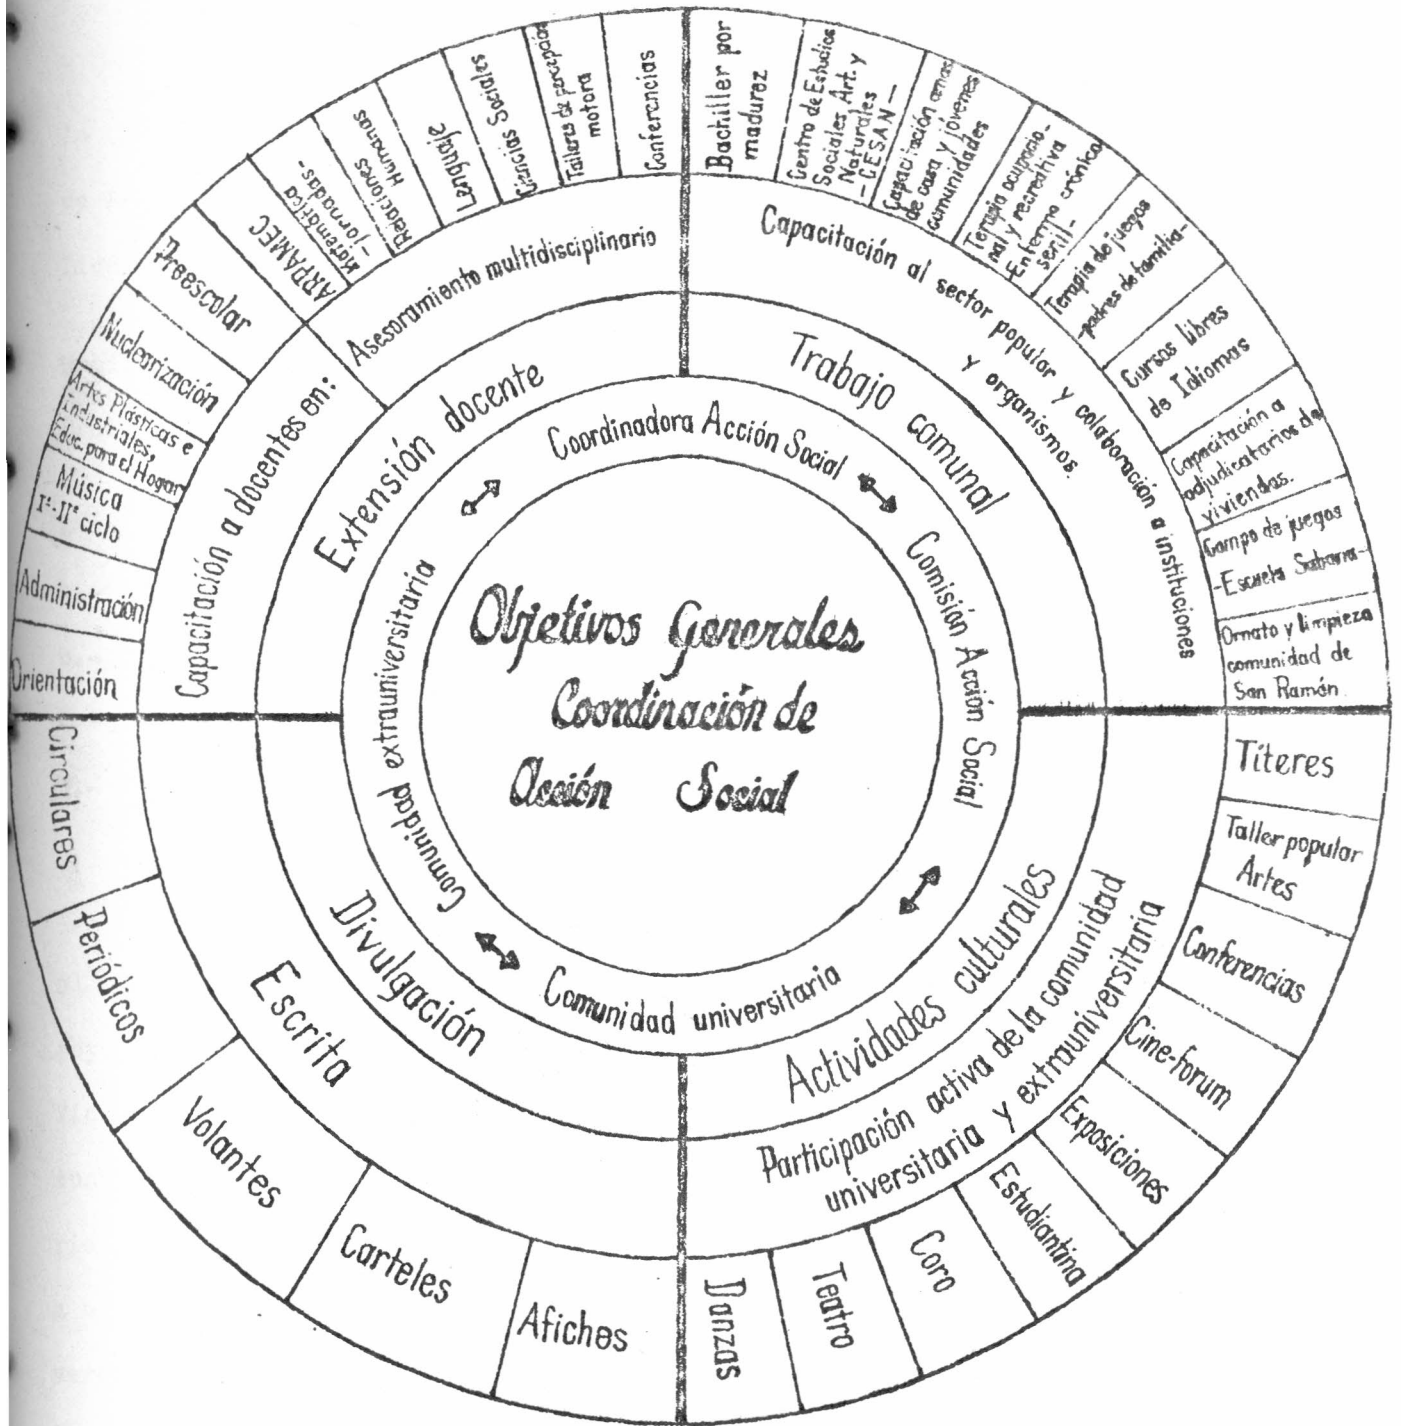 Objetivos Generales
Coordinación de
Acción Social
Coordinadora Acción Social
Comisión Acción Social
Comunidad universitaria
Comunidad extrauniversitaria
Extensión docente
Trabajo comunal
Actividades culturales
Divulgación
Capacitación a docentes en:
Asesoramiento multidisciplinario
Capacitación al sector popular y colaboración a instituciones
y organismos.
Participación activa de la comunidad
universitaria y extrauniversitaria
Escrita
Orientación
Administración
Música
Iº-IIº ciclo
Artes Plásticas e
Industriales,
Educ. para el Hogar
Nuclearización
Preescolar
ARPAMEC
Matemática
-jornadas-
Relaciones
Humanas
Lenguaje
Ciencias Sociales
Talleres de percepción
motora
Conferencias
Bachiller por
madurez
Centro de Estudios
Sociales Art. y
Naturales
- CESAN -
Capacitación amas
de casa y jóvenes
comunidades
Terapia ocupacio-
nal y recreativa
-Enfermo crónico
senil-
Terapia de juegos
-padres de familia-
Cursos libres
de Idiomas
Capacitación a
adjudicatarios de
viviendas.
Campo de juegos
-Escuela Sabana-
Ornato y limpieza
comunidad de
San Ramón
Títeres
Taller popular
Artes
Conferencias
Cine-forum
Exposiciones
Estudiantina
Coro
Teatro
Danzas
Afiches
Carteles
Volantes
Periódicos
Circulares